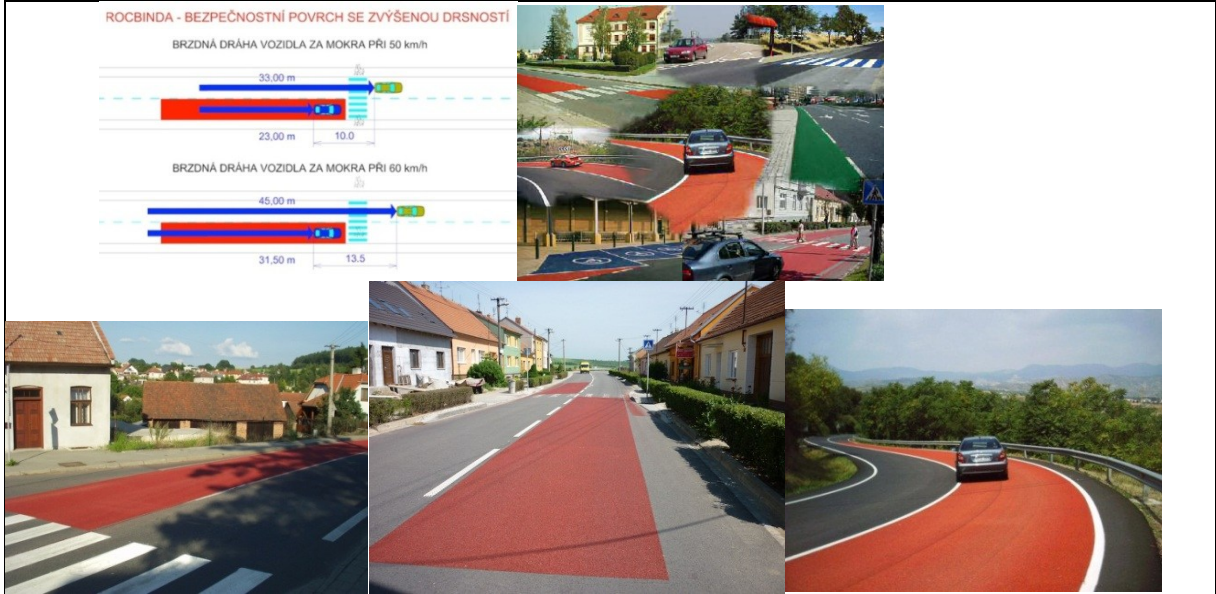 ROCBINDA - BEZPEČNOSTNÍ POVRCH SE ZVÝŠENOU DRSNOSTÍ
BRZDNÁ DRÁHA VOZIDLA ZA MOKRA PŘI 50 km/h
33,00 m
23,00 m
10.0
BRZDNÁ DRÁHA VOZIDLA ZA MOKRA PŘI 60 km/h
45,00 m
31,50 m
13.5